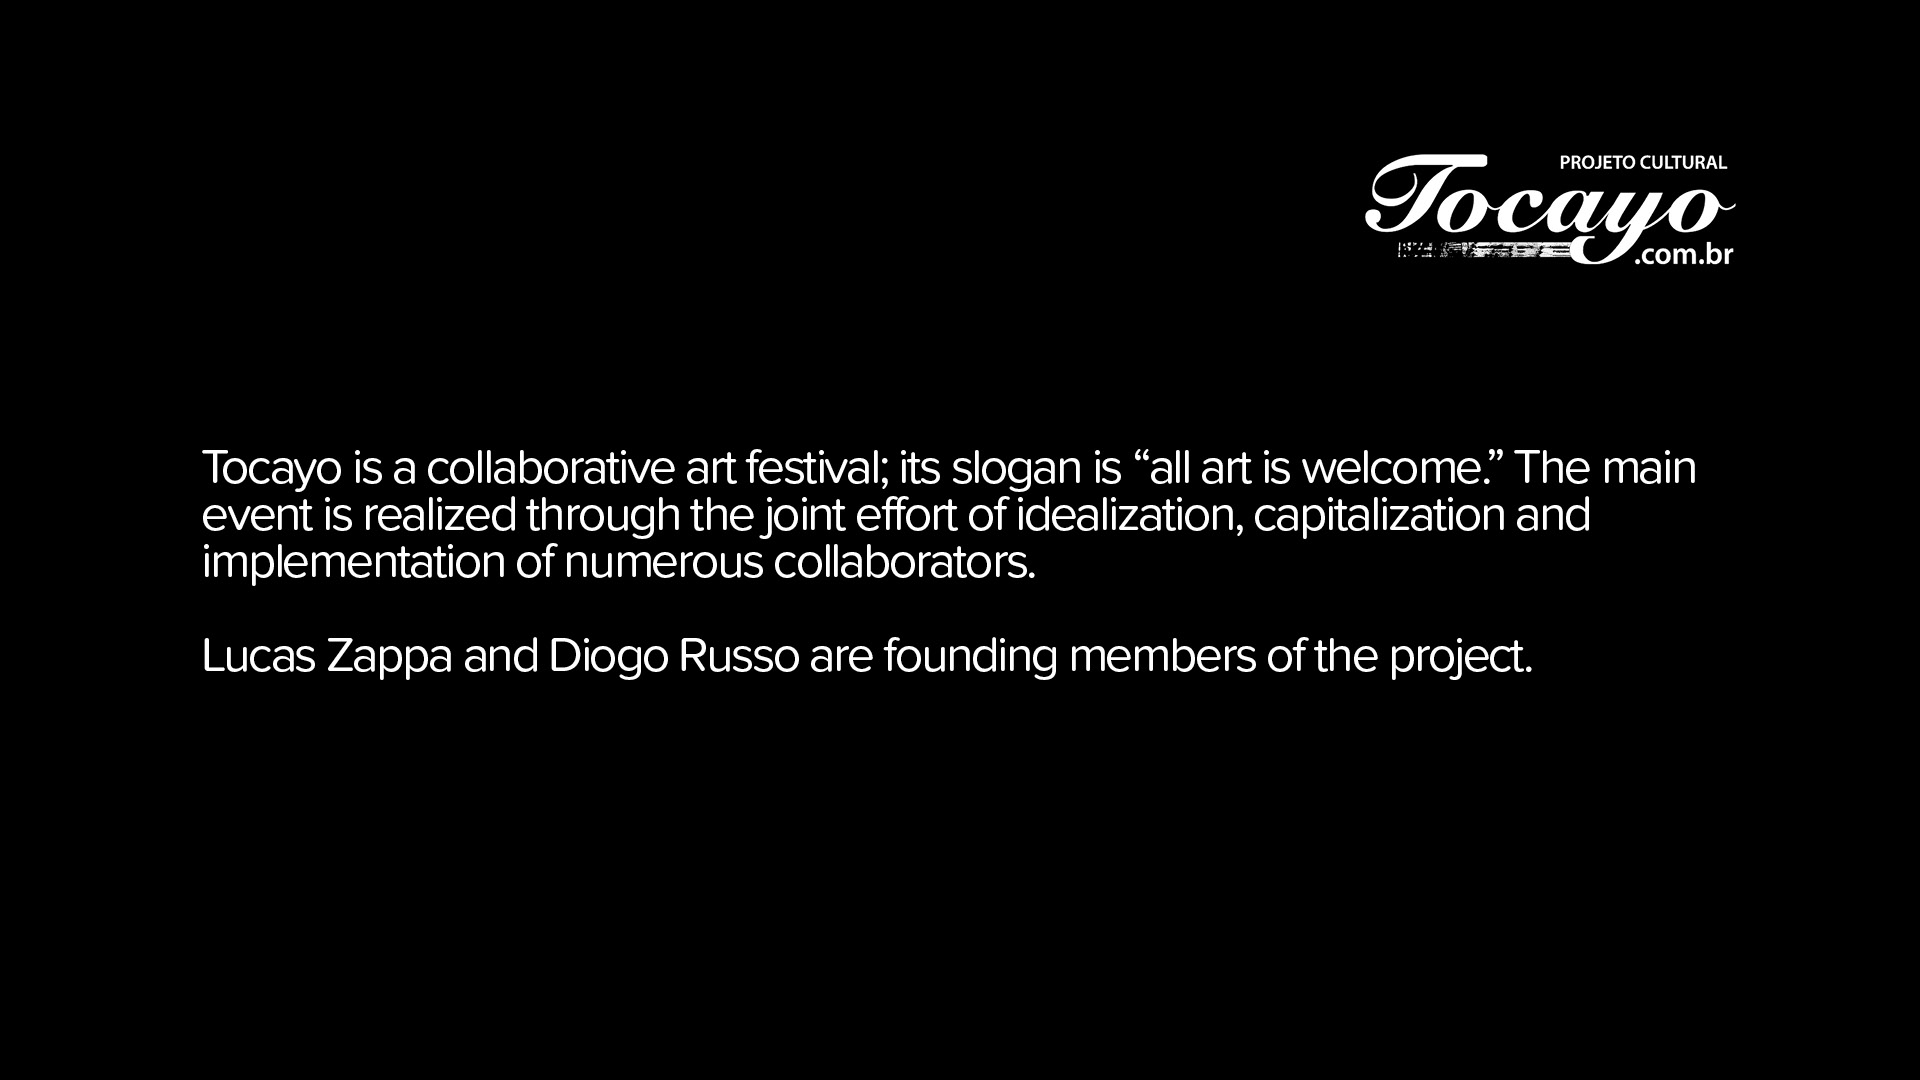 PROJETO CULTURAL
Tocayo
.com.br
Tocayo is a collaborative art festival; its slogan is “all art is welcome.” The main
event is realized through the joint effort of idealization, capitalization and
implementation of numerous collaborators.
Lucas Zappa and Diogo Russo are founding members of the project.